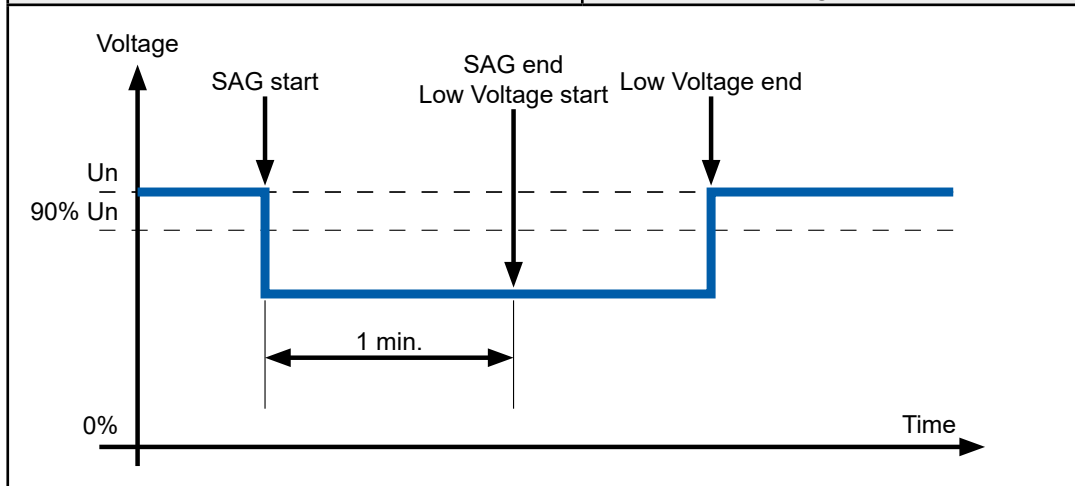 Voltage
SAG start
SAG end
Low Voltage start
Low Voltage end
Un
90% Un
1 min.
0%
Time